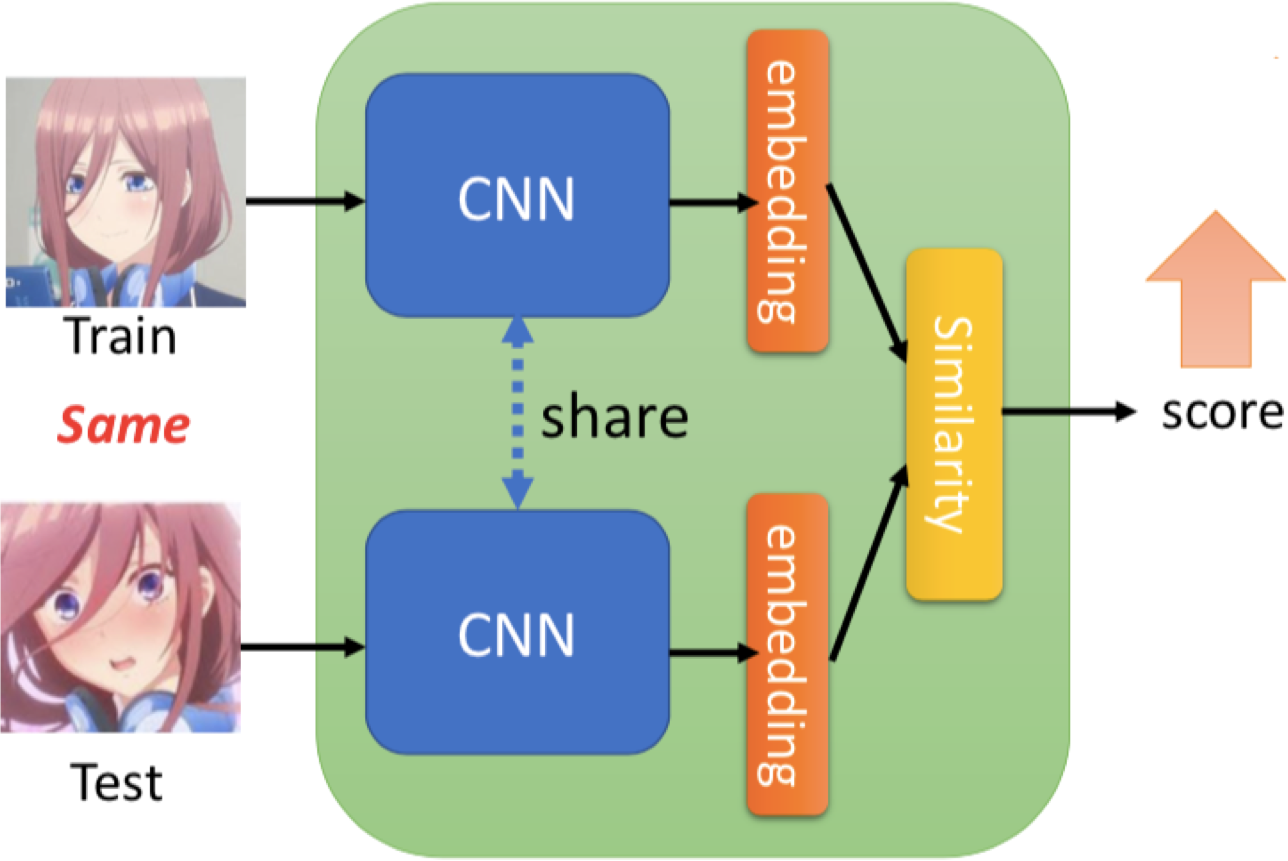 CNN
embedding
Train
Same
share
Similarity
score
CNN
embedding
Test